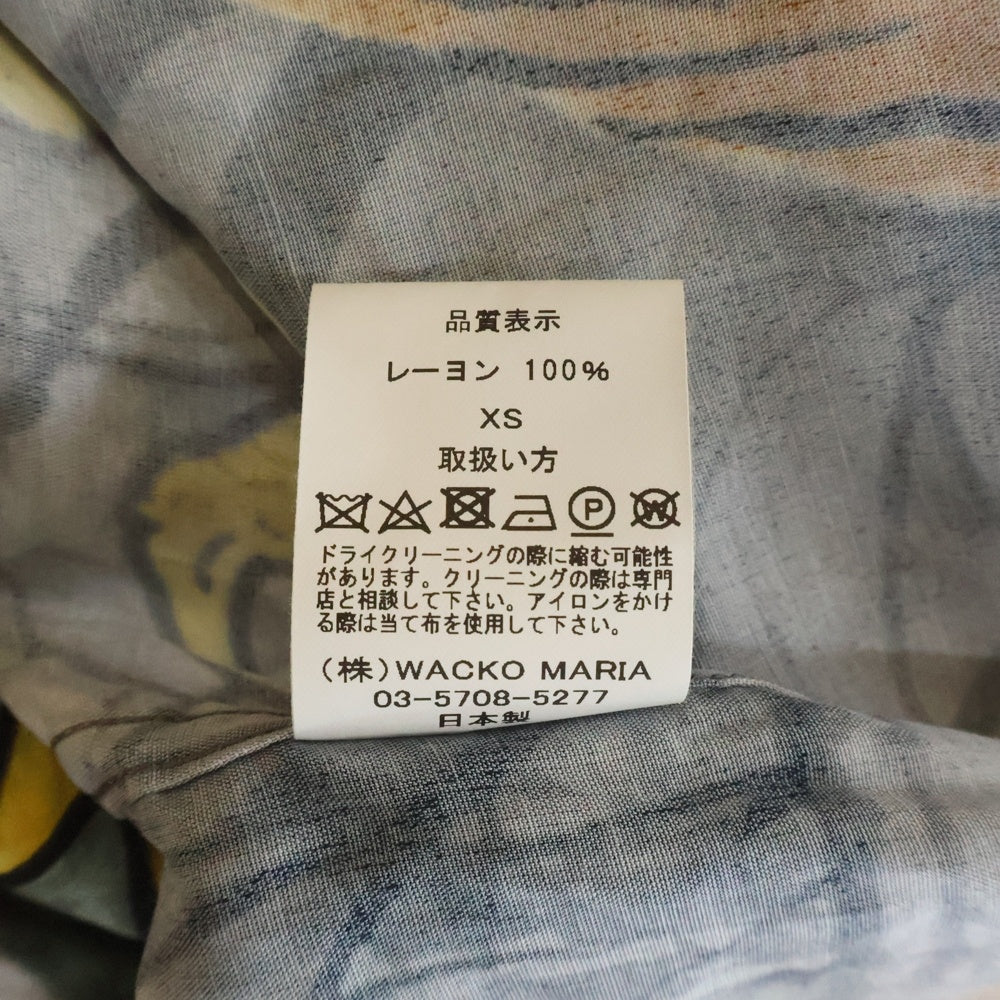 品質表示
レーヨン 100%
XS
取扱い方
P
W
ドライクリーニングの際に縮む可能性
があります。クリーニングの際は専門
店と相談して下さい。アイロンをかけ
る際は当て布を使用して下さい。
(株)WACKO MARIA
03-5708-5277
日本製